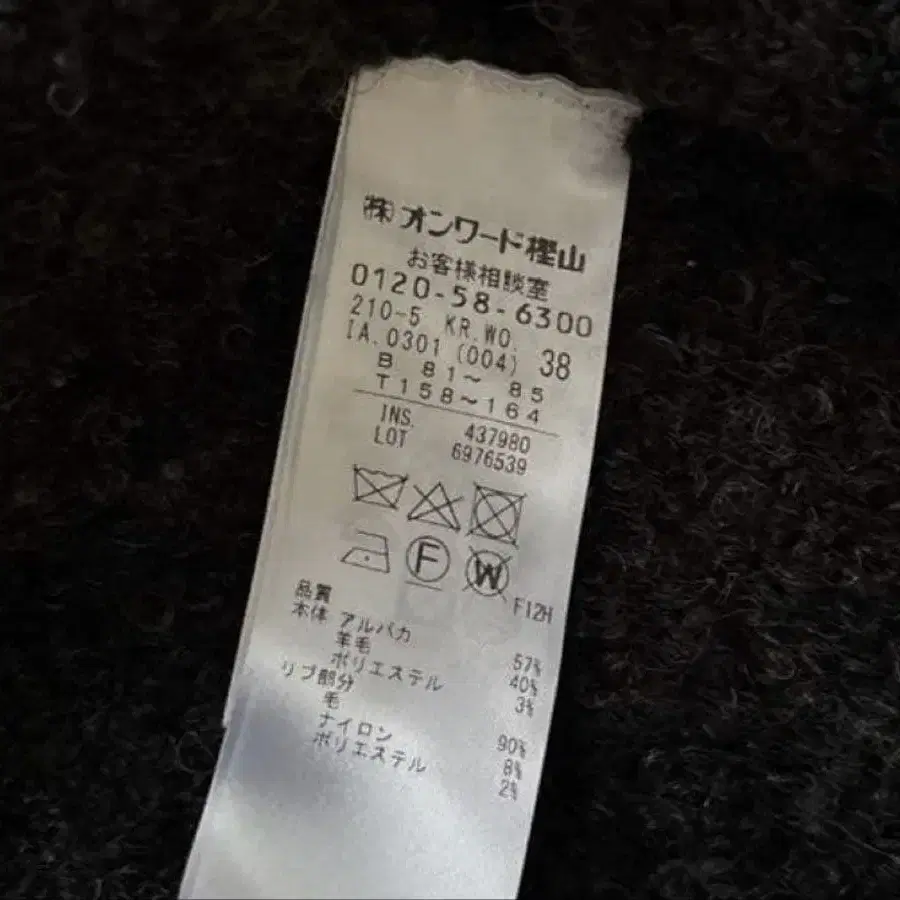 ㈱オンワード樫山
お客様相談室
0120-58-6300
210-5 KR.WO. 38
IA.0301 (004)
B 81〜 85
T158〜164
INS. 437980
LOT 6976539
F
W
F12H
品質
本体 アルパカ 57%
羊毛 40%
ポリエステル 3%
リブ部分
毛 90%
ナイロン 8%
ポリエステル 2%